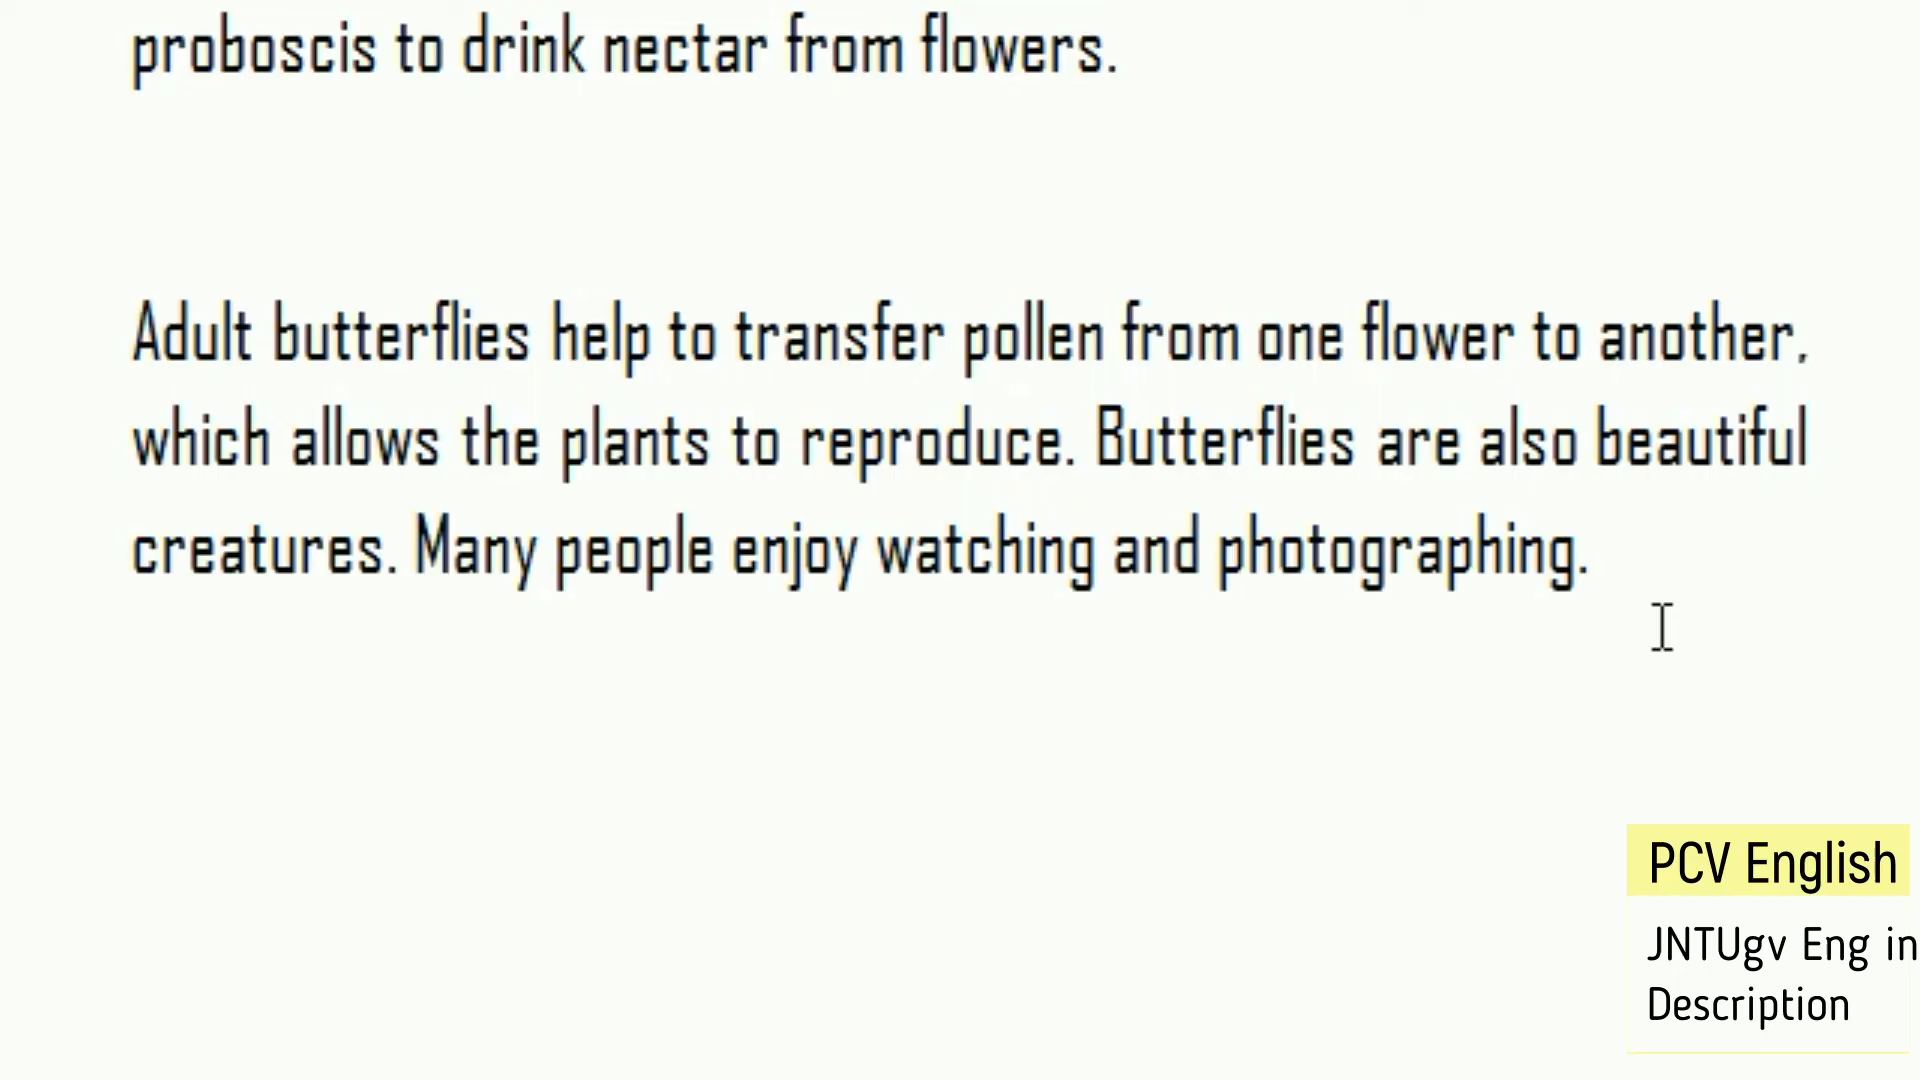 proboscis to drink nectar from flowers.
Adult butterflies help to transfer pollen from one flower to another,
which allows the plants to reproduce. Butterflies are also beautiful
creatures. Many people enjoy watching and photographing.
PCV English
JNTUgv Eng in
Description